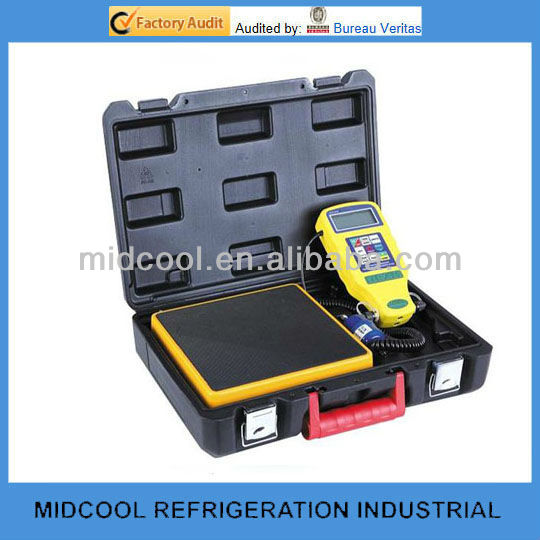 Factory Audit Audited by: Bureau Veritas
midcool.en.alibaba.com
MIDCOOL REFRIGERATION INDUSTRIAL